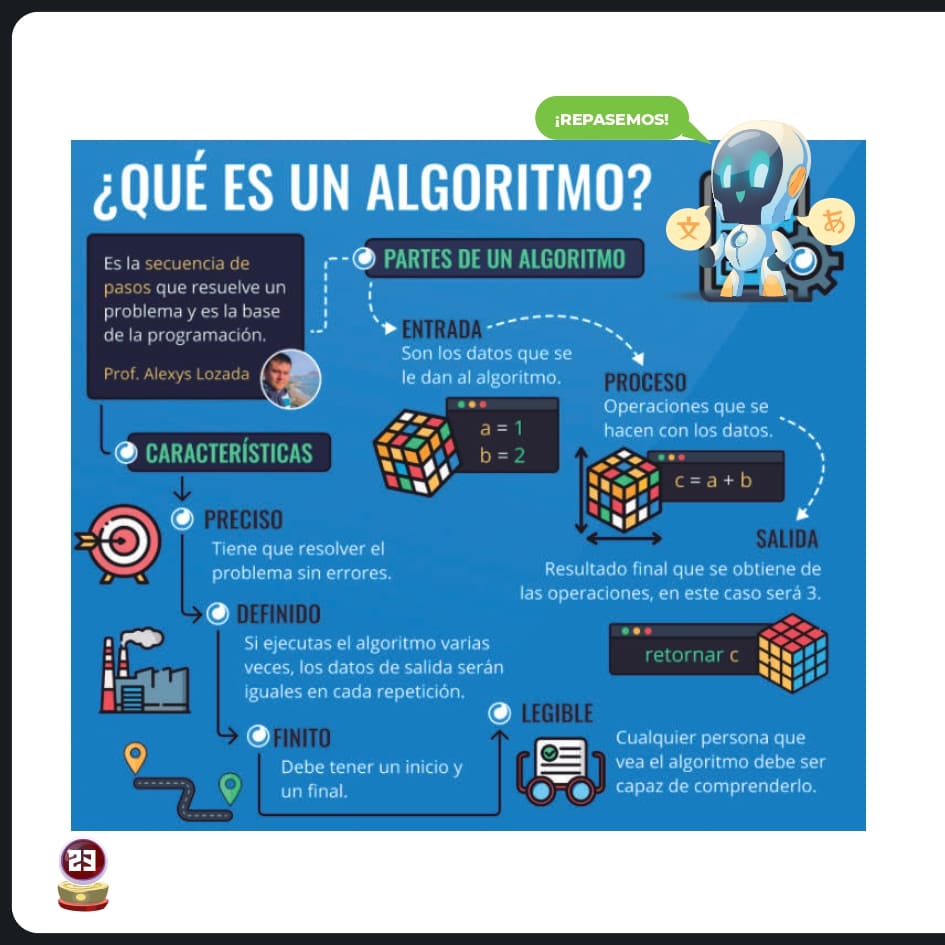 ¡REPASEMOS!
¿QUÉ ES UN ALGORITMO?
文
あ
Es la secuencia de
pasos que resuelve un
problema y es la base
de la programación.
Prof. Alexys Lozada
PARTES DE UN ALGORITMO
ENTRADA
Son los datos que se
le dan al algoritmo.
a = 1
b = 2
PROCESO
Operaciones que se
hacen con los datos.
c = a + b
SALIDA
Resultado final que se obtiene de
las operaciones, en este caso será 3.
retornar c
CARACTERÍSTICAS
PRECISO
Tiene que resolver el
problema sin errores.
DEFINIDO
Si ejecutas el algoritmo varias
veces, los datos de salida serán
iguales en cada repetición.
FINITO
Debe tener un inicio y
un final.
LEGIBLE
Cualquier persona que
vea el algoritmo debe ser
capaz de comprenderlo.
23